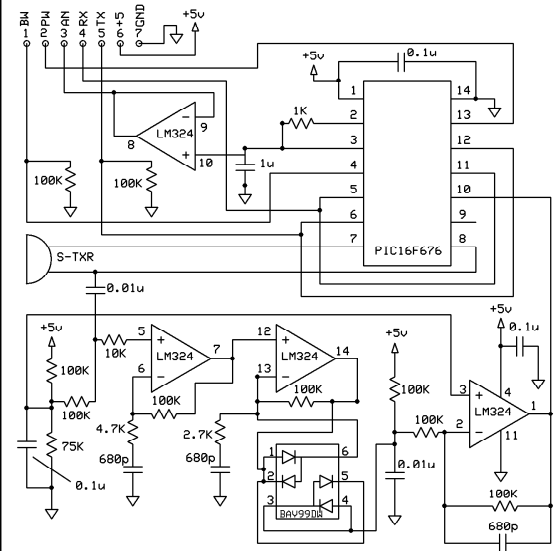 BW PW AN RX TX +5 GND
1 2 3 4 5 6 7
+5v
+5v
0.1u
1 14
1K
2 13
LM324
9
8
10
3 12
1u
4 11
100K
100K
5 10
6 9
7 8
PIC16F676
S-TXR
0.01u
+5v
10K
5
LM324
7
6
12
LM324
14
13
+5v
+5v
0.1u
100K
100K
100K
100K
100K
3
4
LM324
1
2
11
100K
75K
4.7K
2.7K
680p
680p
0.1u
1 6
2 5
3 4
BAV99DW
0.01u
100K
680p